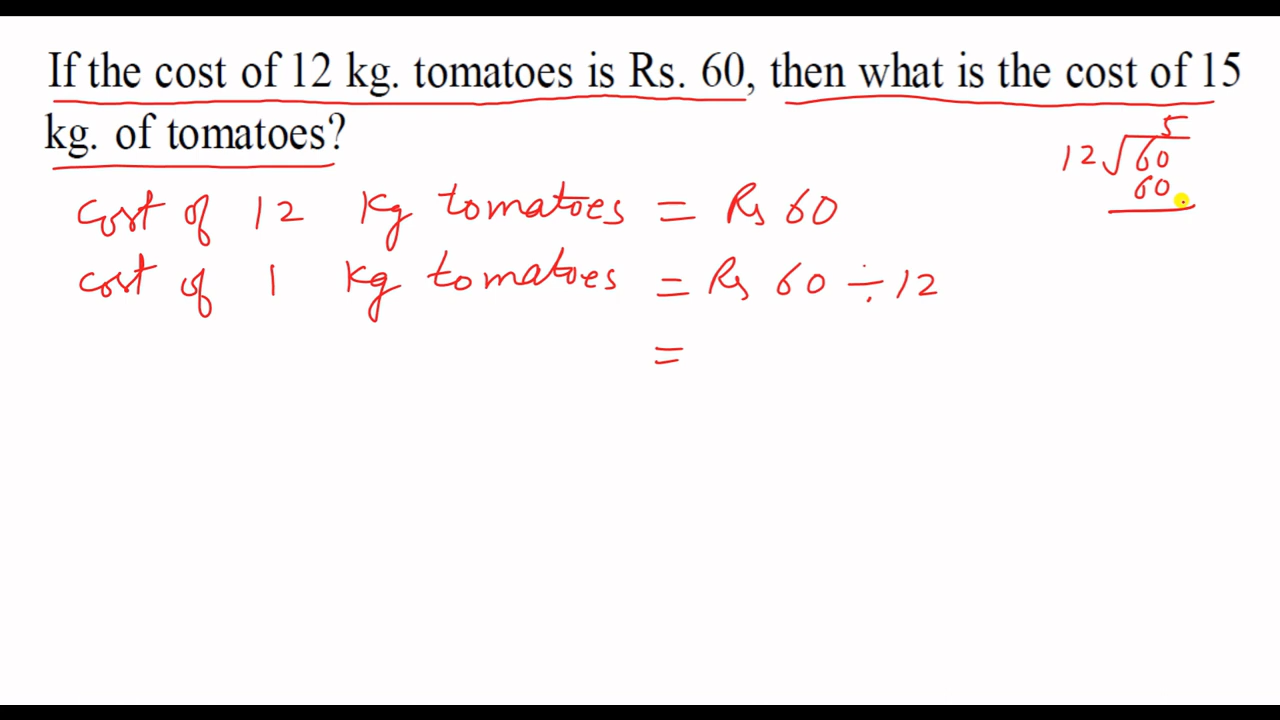 If the cost of 12 kg. tomatoes is Rs. 60, then what is the cost of 15
kg. of tomatoes?
5
12 √60
60
cost of 12 kg tomatoes = Rs 60
cost of 1 kg tomatoes = Rs 60 ÷ 12
=